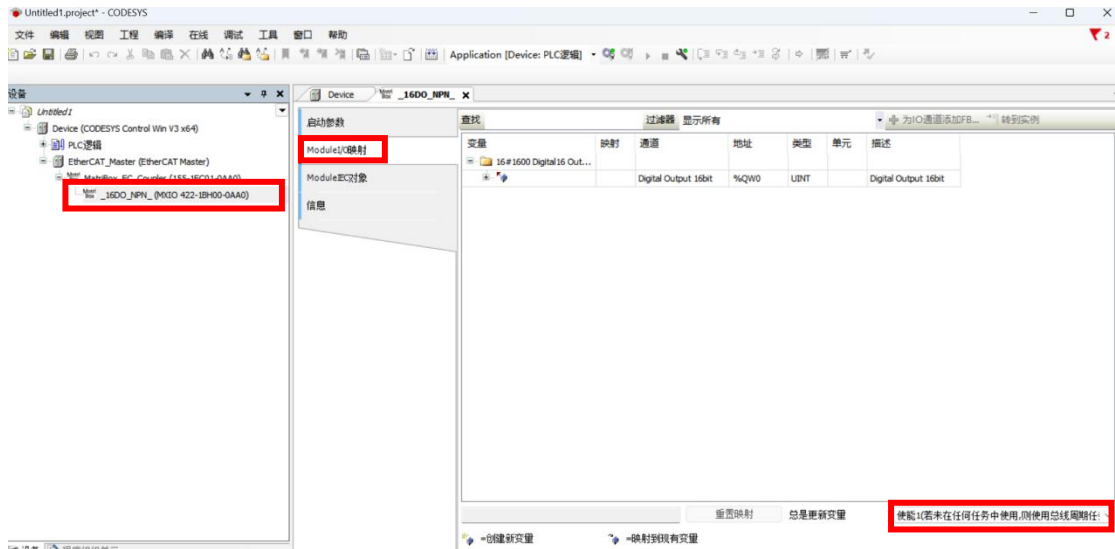 Untitled1.project* - CODESYS
文件 编辑 视图 工程 编译 在线 调试 工具 窗口 帮助
2
Application [Device: PLC逻辑]
设备
Device
_16DO_NPN_
Untitled1
Device (CODESYS Control Win V3 x64)
PLC逻辑
EtherCAT_Master (EtherCAT Master)
MatriBox_EC_Coupler (155-1EC01-0AA0)
_16DO_NPN_ (MXIO 422-1BH00-0AA0)
启动参数
ModuleI/O映射
ModuleIEC对象
信息
查找 过滤器 显示所有 为IO通道添加FB... 转到实例
变量 映射 通道 地址 类型 单元 描述
16#1600 Digital16 Out...
Digital Output 16bit %QW0 UINT Digital Output 16bit
重置映射 总是更新变量 使能1(若未在任何任务中使用,则使用总线周期任
=创建新变量 =映射到现有变量